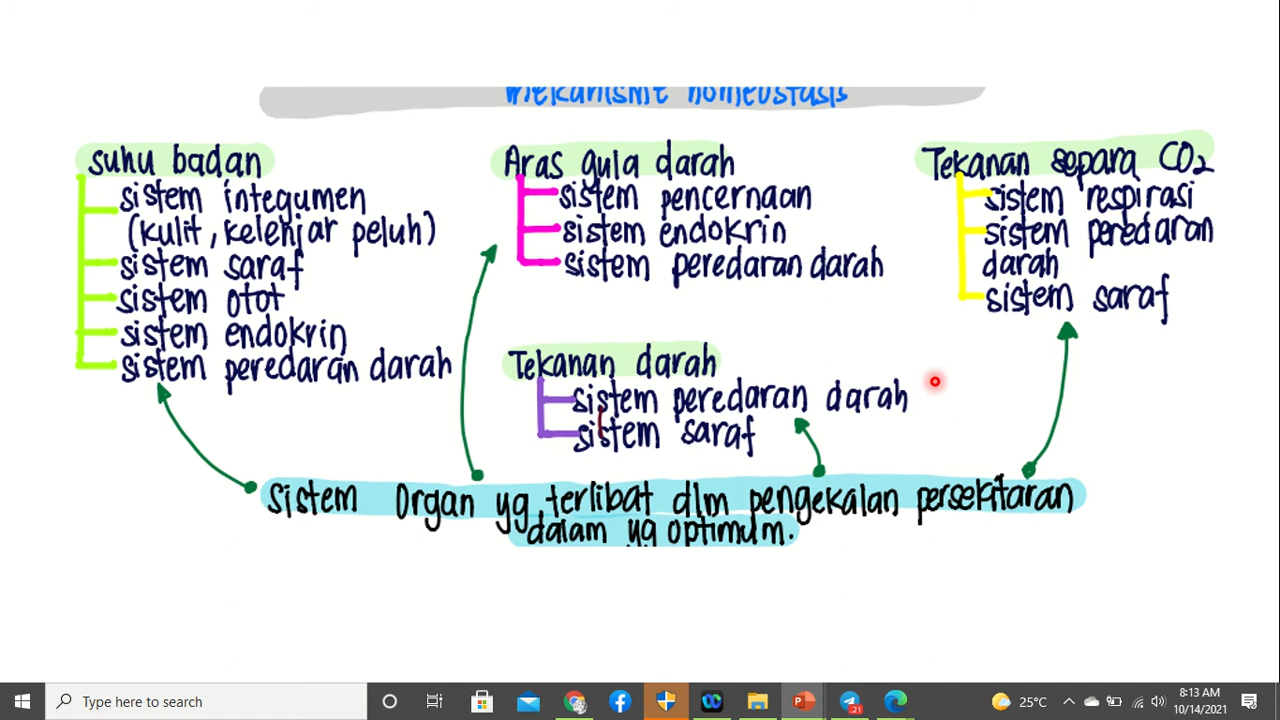 mekanisme homeostasis
suhu badan
sistem integumen
(kulit, kelenjar peluh)
sistem saraf
sistem otot
sistem endokrin
sistem peredaran darah
Aras gula darah
sistem pencernaan
sistem endokrin
sistem peredaran darah
Tekanan separa CO2
sistem respirasi
sistem peredaran
darah
sistem saraf
Tekanan darah
sistem peredaran darah
sistem saraf
Sistem Organ yg terlibat dlm pengekalan persekitaran
dalam yg optimum.
Type here to search
21
25°C
8:13 AM
10/14/2021